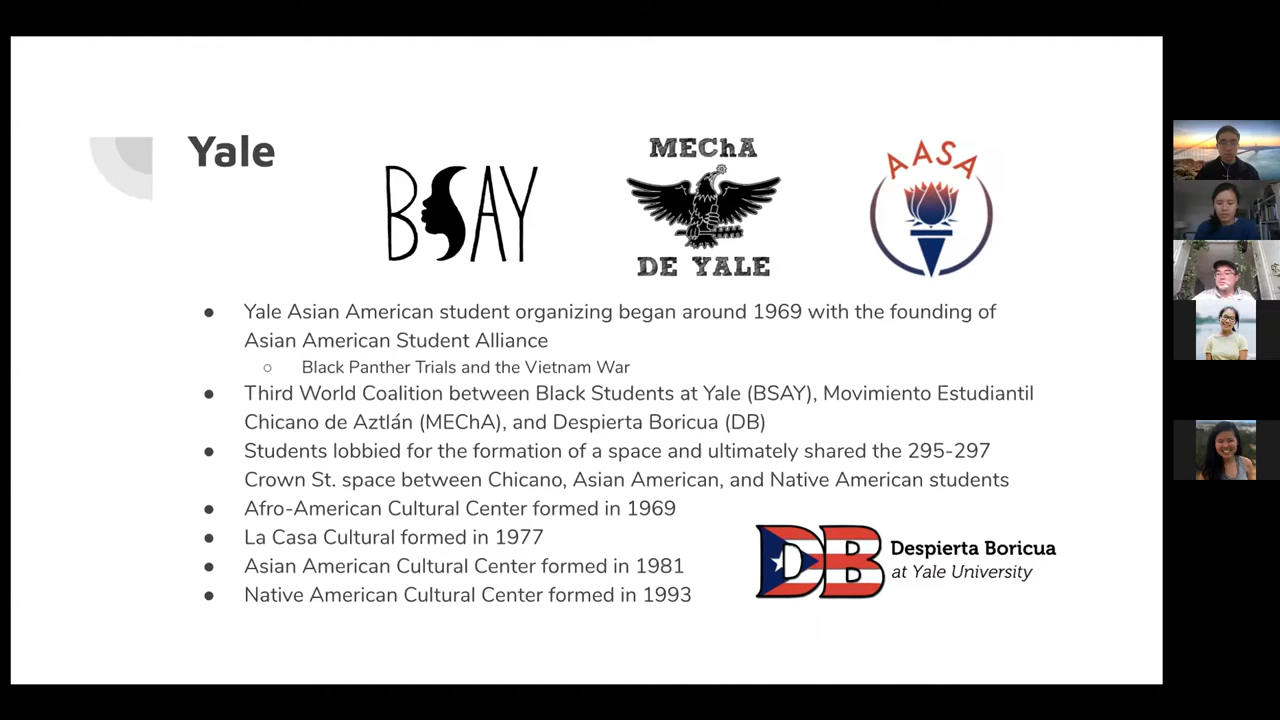 Yale
BSAY
MEChA
DE YALE
AASA
● Yale Asian American student organizing began around 1969 with the founding of
Asian American Student Alliance
○ Black Panther Trials and the Vietnam War
● Third World Coalition between Black Students at Yale (BSAY), Movimiento Estudiantil
Chicano de Aztlán (MEChA), and Despierta Boricua (DB)
● Students lobbied for the formation of a space and ultimately shared the 295-297
Crown St. space between Chicano, Asian American, and Native American students
● Afro-American Cultural Center formed in 1969
● La Casa Cultural formed in 1977
● Asian American Cultural Center formed in 1981
● Native American Cultural Center formed in 1993
DB
Despierta Boricua
at Yale University